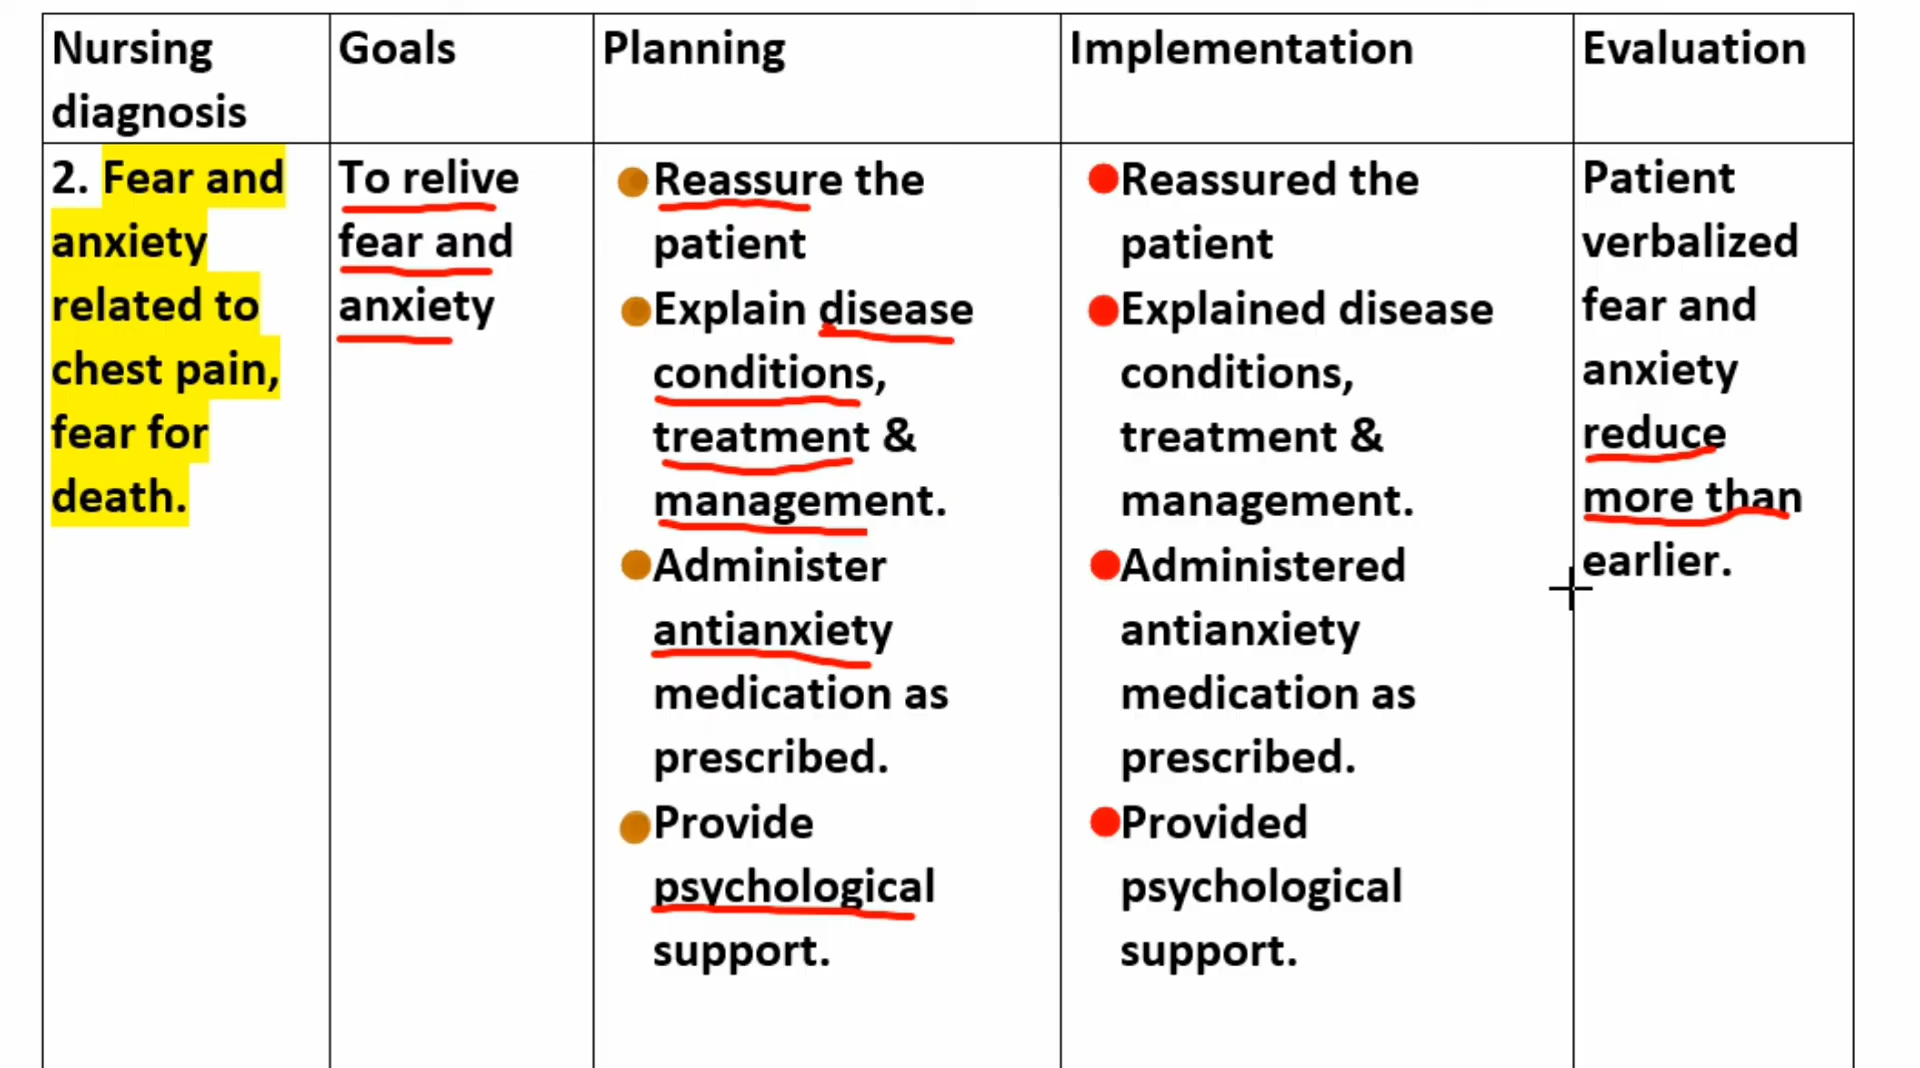 Nursing
diagnosis
Goals
Planning
Implementation
Evaluation
2. Fear and
anxiety
related to
chest pain,
fear for
death.
To relive
fear and
anxiety
Reassure the
patient
Explain disease
conditions,
treatment &
management.
Administer
antianxiety
medication as
prescribed.
Provide
psychological
support.
Reassured the
patient
Explained disease
conditions,
treatment &
management.
Administered
antianxiety
medication as
prescribed.
Provided
psychological
support.
Patient
verbalized
fear and
anxiety
reduce
more than
earlier.